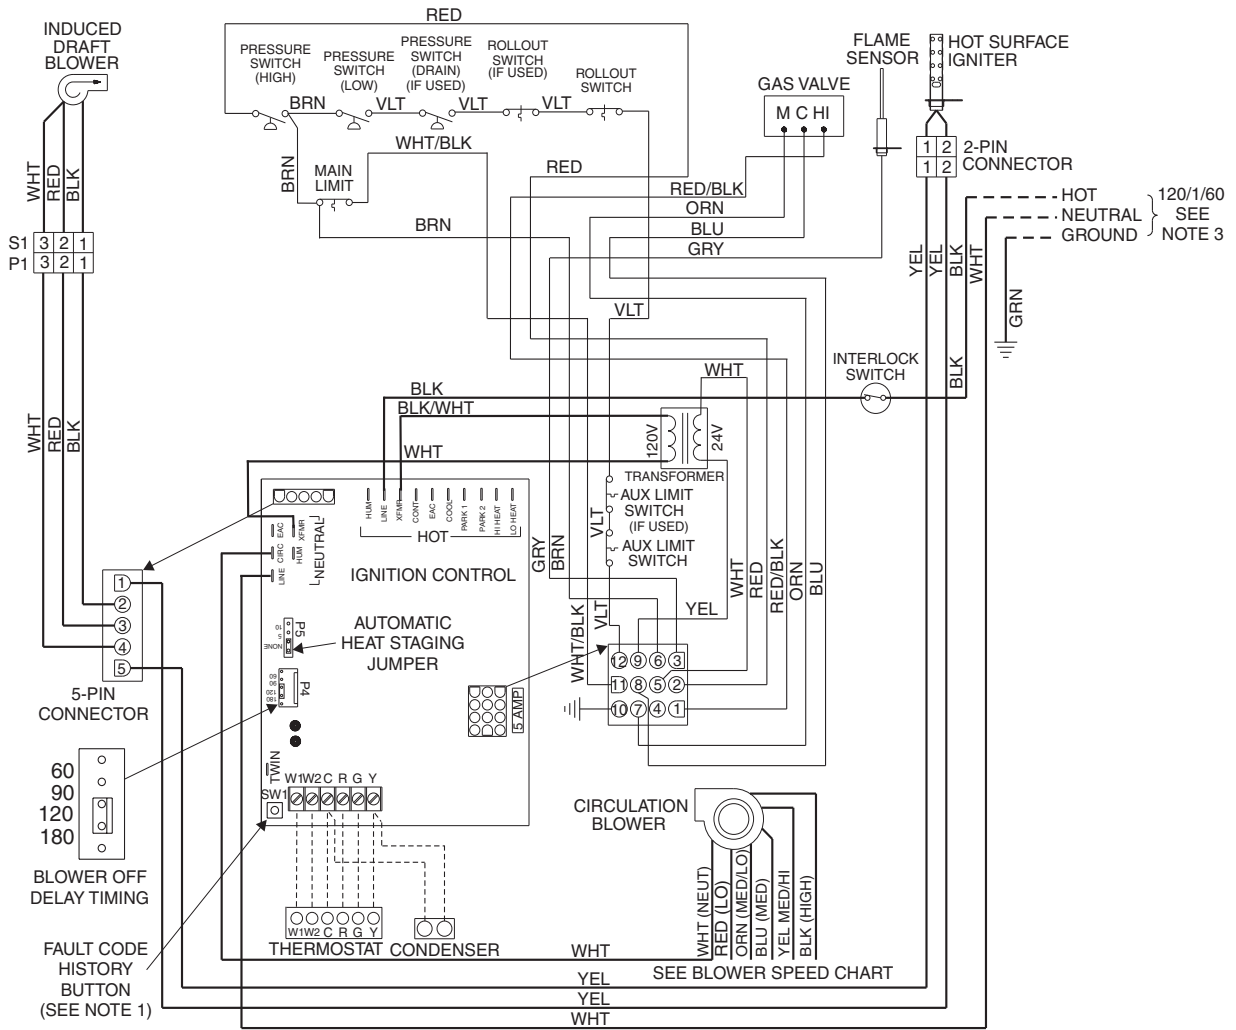 INDUCED
DRAFT
BLOWER
RED
PRESSURE
SWITCH
(HIGH)
PRESSURE
SWITCH
(LOW)
PRESSURE
SWITCH
(DRAIN)
(IF USED)
ROLLOUT
SWITCH
(IF USED)
ROLLOUT
SWITCH
BRN
VLT
VLT
VLT
FLAME
SENSOR
HOT SURFACE
IGNITER
GAS VALVE
M C HI
1 2
1 2
2-PIN
CONNECTOR
WHT
RED
BLK
BRN
MAIN
LIMIT
WHT/BLK
RED
RED/BLK
ORN
BRN
BLU
GRY
HOT
NEUTRAL
GROUND
120/1/60
SEE
NOTE 3
S1 3 2 1
P1 3 2 1
YEL
YEL
BLK
WHT
GRN
VLT
INTERLOCK
SWITCH
BLK
WHT
RED
BLK
BLK
BLK/WHT
WHT
WHT
120V
24V
TRANSFORMER
AUX LIMIT
SWITCH
(IF USED)
AUX LIMIT
SWITCH
VLT
HUM
LINE
XFMR
CONT
EAC
COOL
PARK 1
PARK 2
HI HEAT
LO HEAT
HOT
EAC
XFMR
CIRC
HUM
LINE
NEUTRAL
IGNITION CONTROL
GRY
BRN
WHT
RED
RED/BLK
ORN
BLU
1
2
3
4
5
5-PIN
CONNECTOR
P5
10
5
NONE
AUTOMATIC
HEAT STAGING
JUMPER
WHT/BLK
VLT
YEL
12 9 6 3
11 8 5 2
10 7 4 1
P4
60
90
120
180
5 AMP
60
90
120
180
BLOWER OFF
DELAY TIMING
TWIN
SW1
W1 W2 C R G Y
CIRCULATION
BLOWER
WHT (NEUT)
RED (LO)
ORN (MED/LO)
BLU (MED)
YEL MED/HI
BLK (HIGH)
W1 W2 C R G Y
THERMOSTAT
CONDENSER
WHT
SEE BLOWER SPEED CHART
FAULT CODE
HISTORY
BUTTON
(SEE NOTE 1)
YEL
YEL
WHT